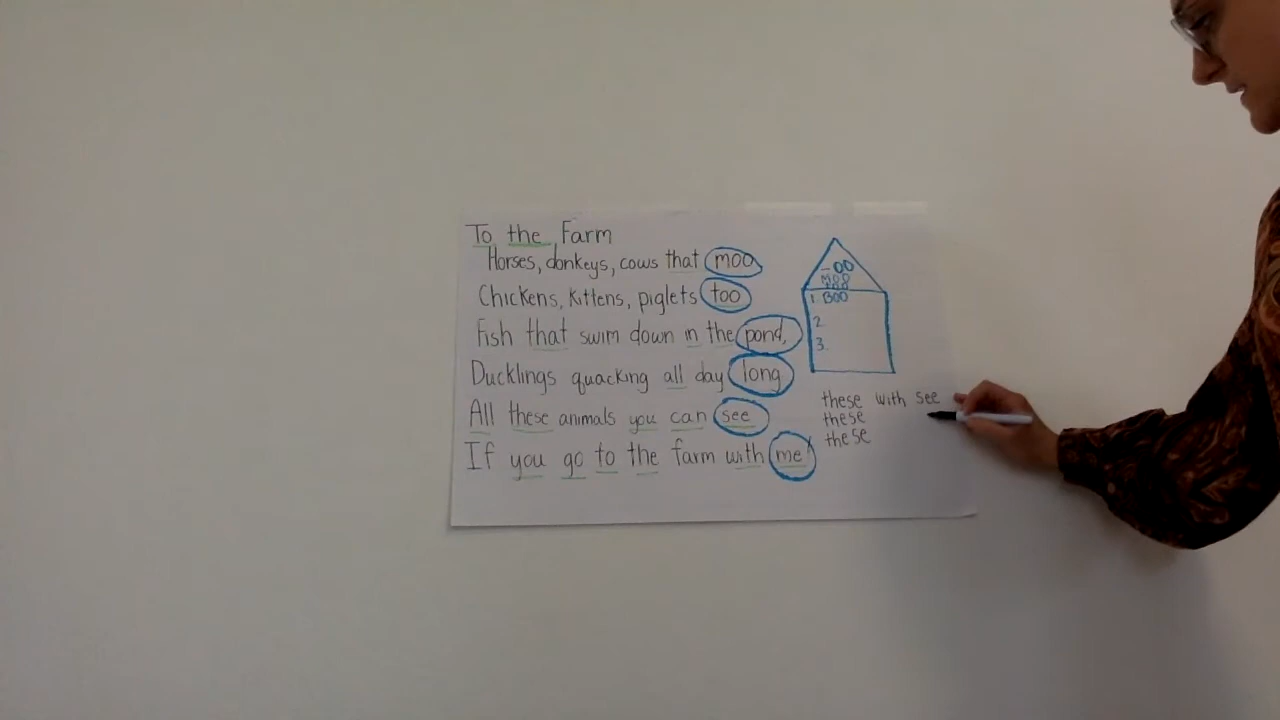 To the Farm
Horses, donkeys, cows that moo
Chickens, kittens, piglets too
Fish that swim down in the pond,
Ducklings quacking all day long
All these animals you can see
If you go to the farm with me!
-oo
Moo
1. Boo
2.
3.
these with see
these
these